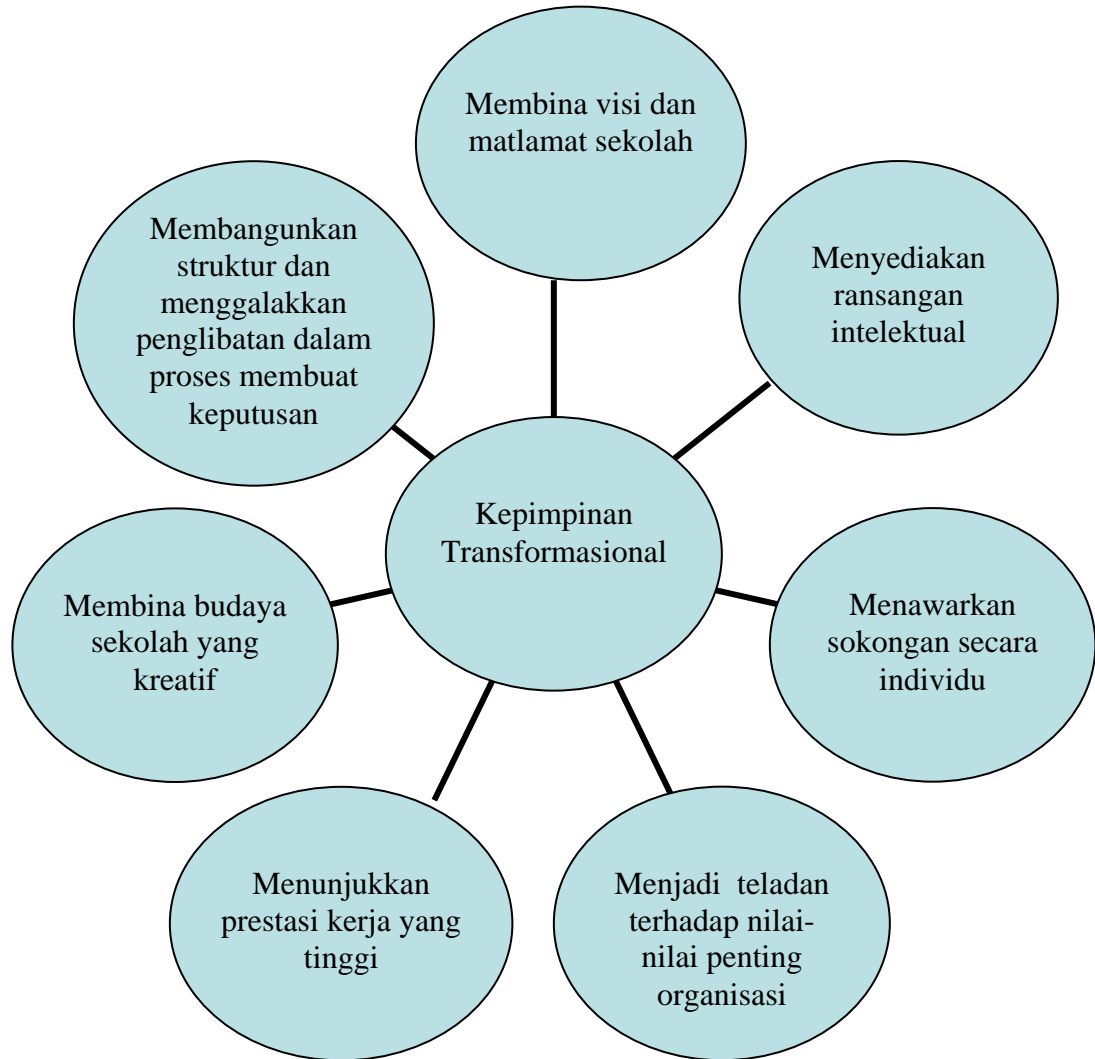 Membina visi dan
matlamat sekolah
Membangunkan
struktur dan
menggalakkan
penglibatan dalam
proses membuat
keputusan
Menyediakan
ransangan
intelektual
Kepimpinan
Transformasional
Membina budaya
sekolah yang
kreatif
Menawarkan
sokongan secara
individu
Menunjukkan
prestasi kerja yang
tinggi
Menjadi teladan
terhadap nilai-
nilai penting
organisasi